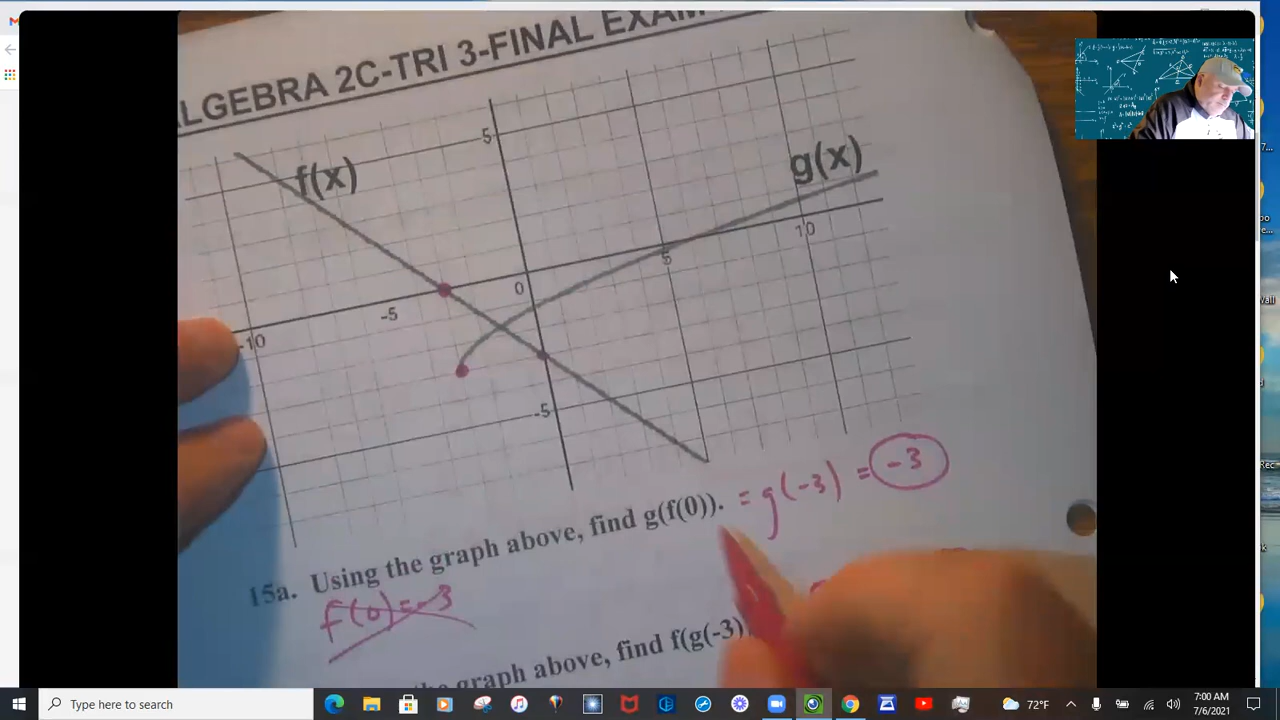 ALGEBRA 2C-TRI 3-FINAL EXAM
f(x)
g(x)
5
10
5
0
-5
-10
-5
15a. Using the graph above, find g(f(0)). = g(-3) = -3
f(0)=-3
the graph above, find f(g(-3)
Type here to search
72°F
7:00 AM
7/6/2021